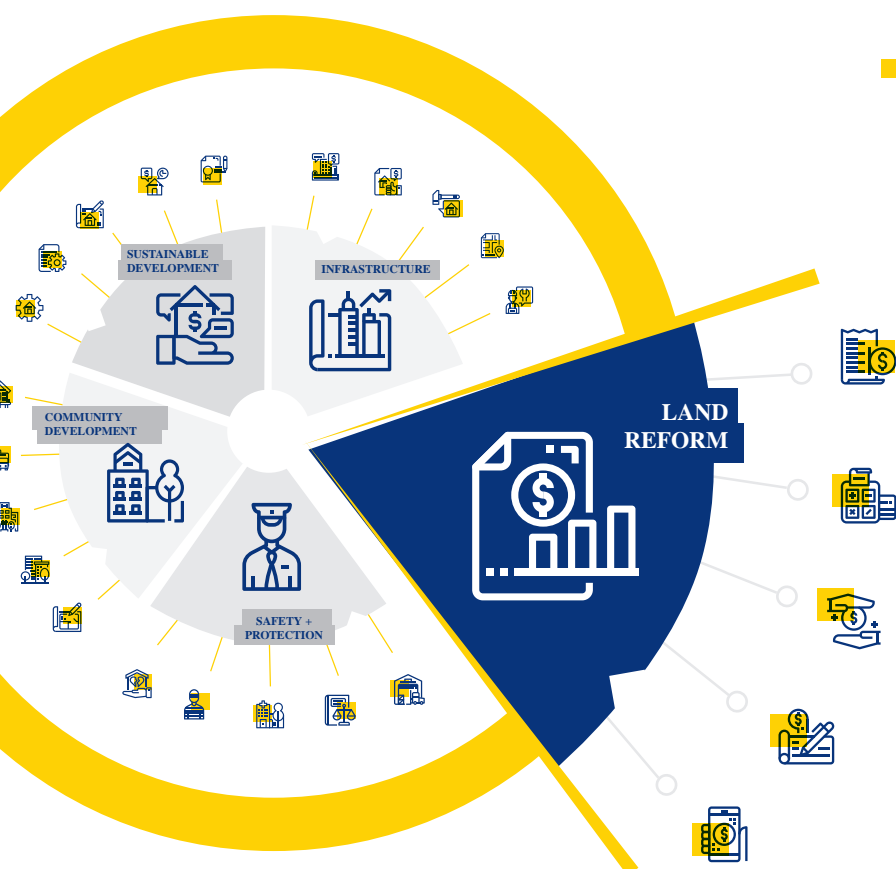 SUSTAINABLE
DEVELOPMENT
INFRASTRUCTURE
COMMUNITY
DEVELOPMENT
LAND
REFORM
SAFETY +
PROTECTION